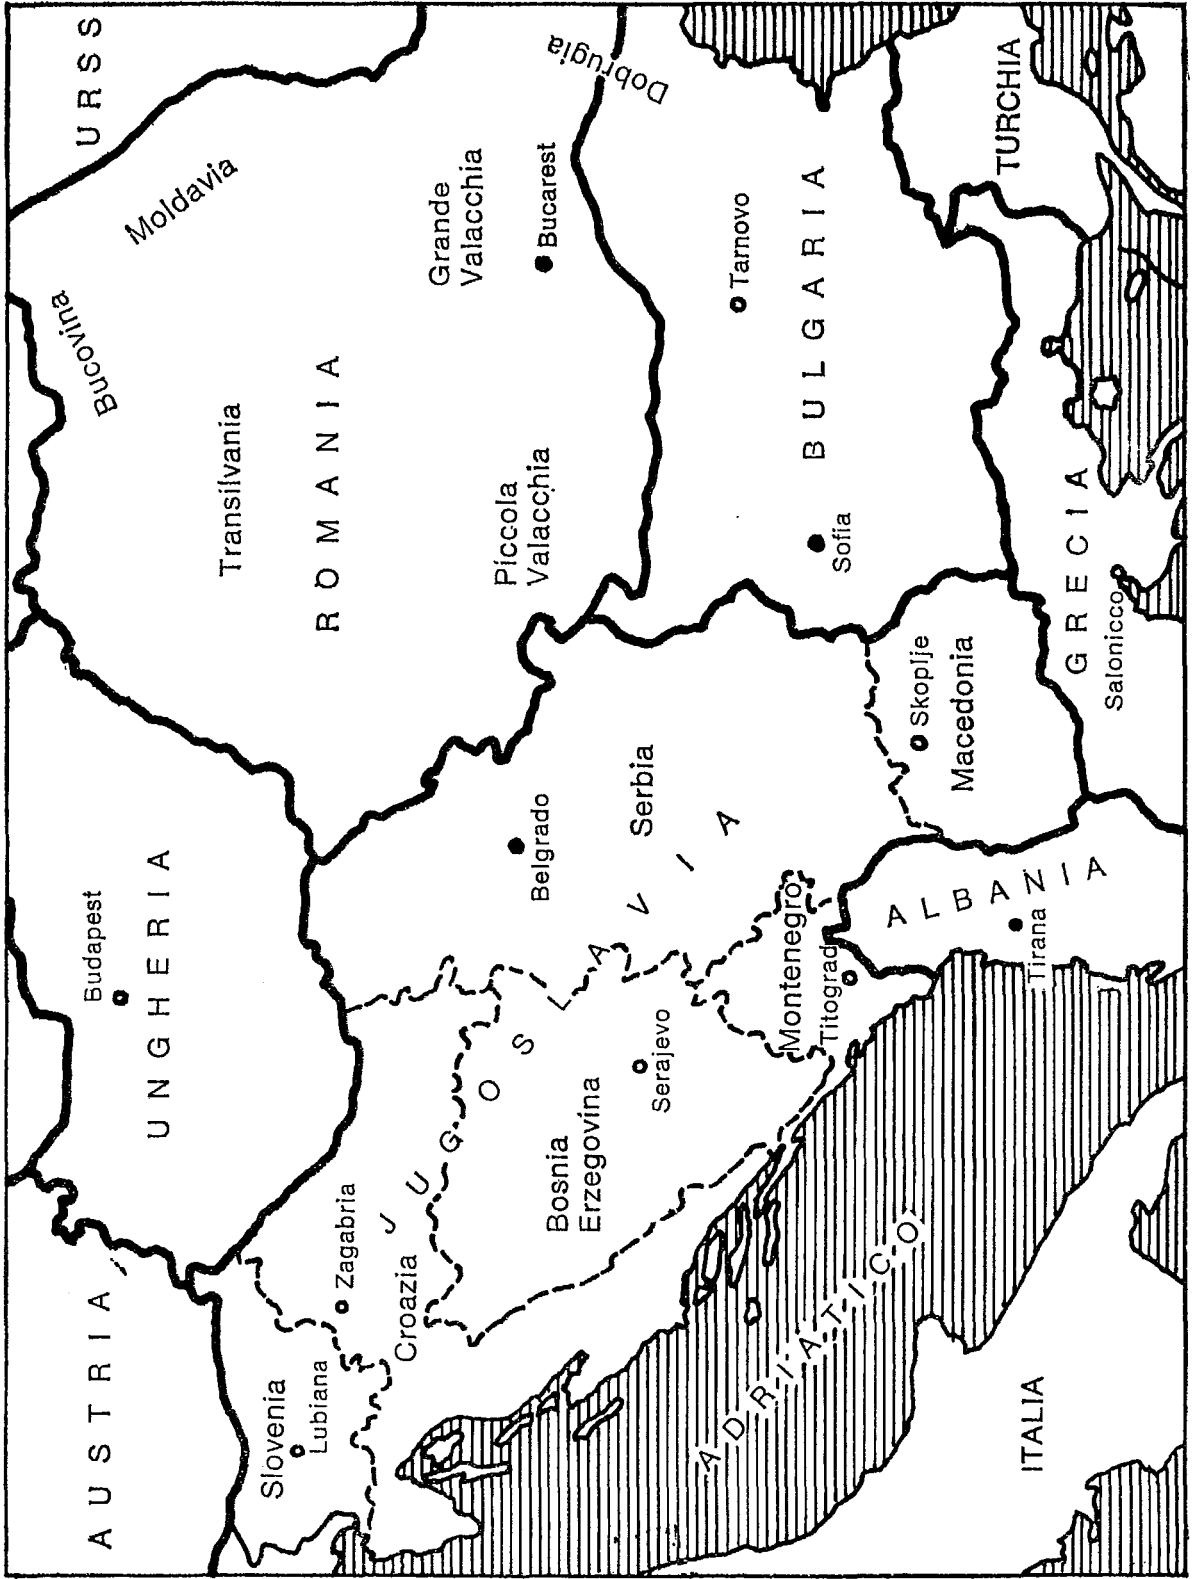 AUSTRIA
UNGHERIA
Budapest
URSS
Bucovina
Moldavia
Transilvania
ROMANIA
Piccola
Valacchia
Grande
Valacchia
Bucarest
Dobrugia
Slovenia
Lubiana
Zagabria
Croazia
JUGOSLAVIA
Bosnia
Erzegovina
Serajevo
Belgrado
Serbia
Montenegro
Titograd
Skoplje
Macedonia
BULGARIA
Tarnovo
Sofia
ALBANIA
Tirana
GRECIA
Salonicco
TURCHIA
ADRIATICO
ITALIA